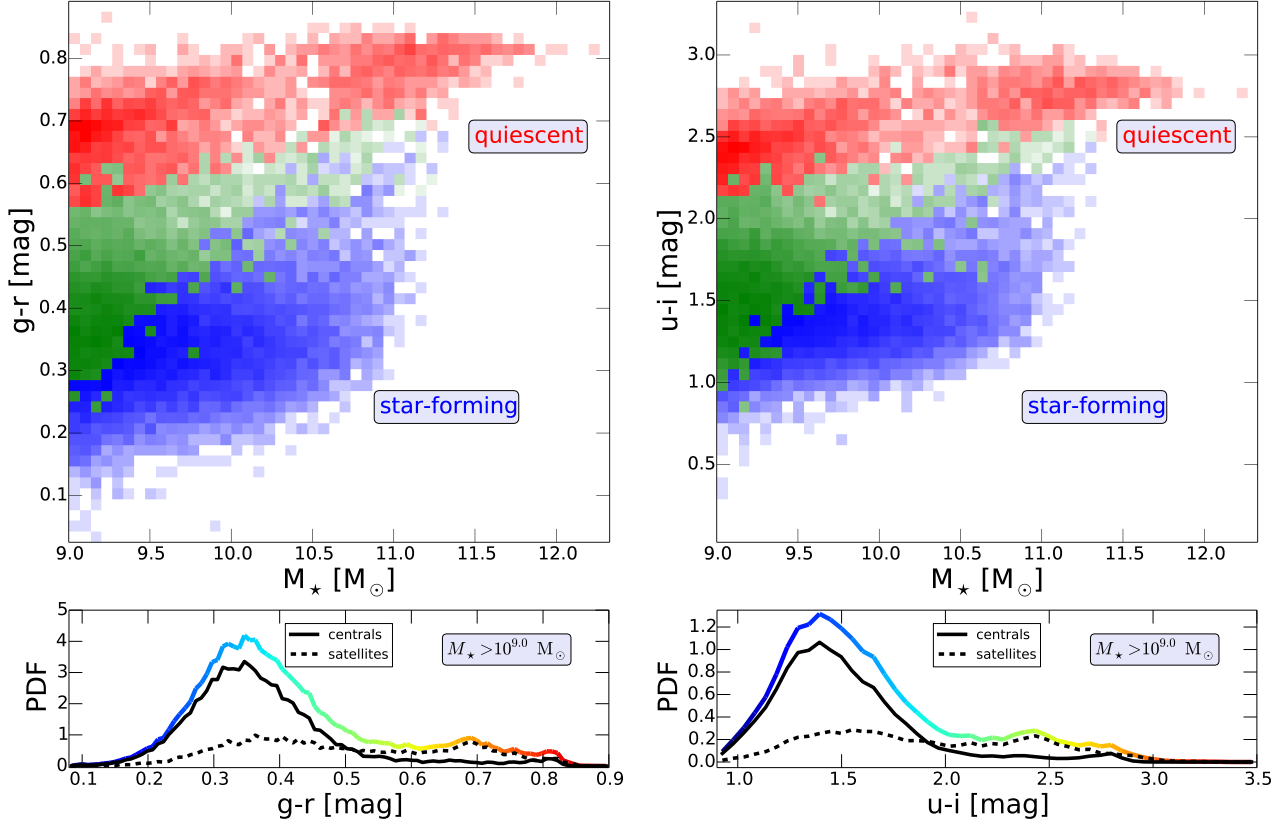 0.8
0.7
0.6
0.5
0.4
0.3
0.2
0.1
g-r [mag]
quiescent
star-forming
9.0 9.5 10.0 10.5 11.0 11.5 12.0
M⋆ [M⊙]
3.0
2.5
2.0
1.5
1.0
0.5
u-i [mag]
quiescent
star-forming
9.0 9.5 10.0 10.5 11.0 11.5 12.0
M⋆ [M⊙]
5
4
3
2
1
0
PDF
centrals
satellites
M⋆ >10^9.0 M⊙
0.1 0.2 0.3 0.4 0.5 0.6 0.7 0.8 0.9
g-r [mag]
1.2
1.0
0.8
0.6
0.4
0.2
0.0
PDF
centrals
satellites
M⋆ >10^9.0 M⊙
1.0 1.5 2.0 2.5 3.0 3.5
u-i [mag]